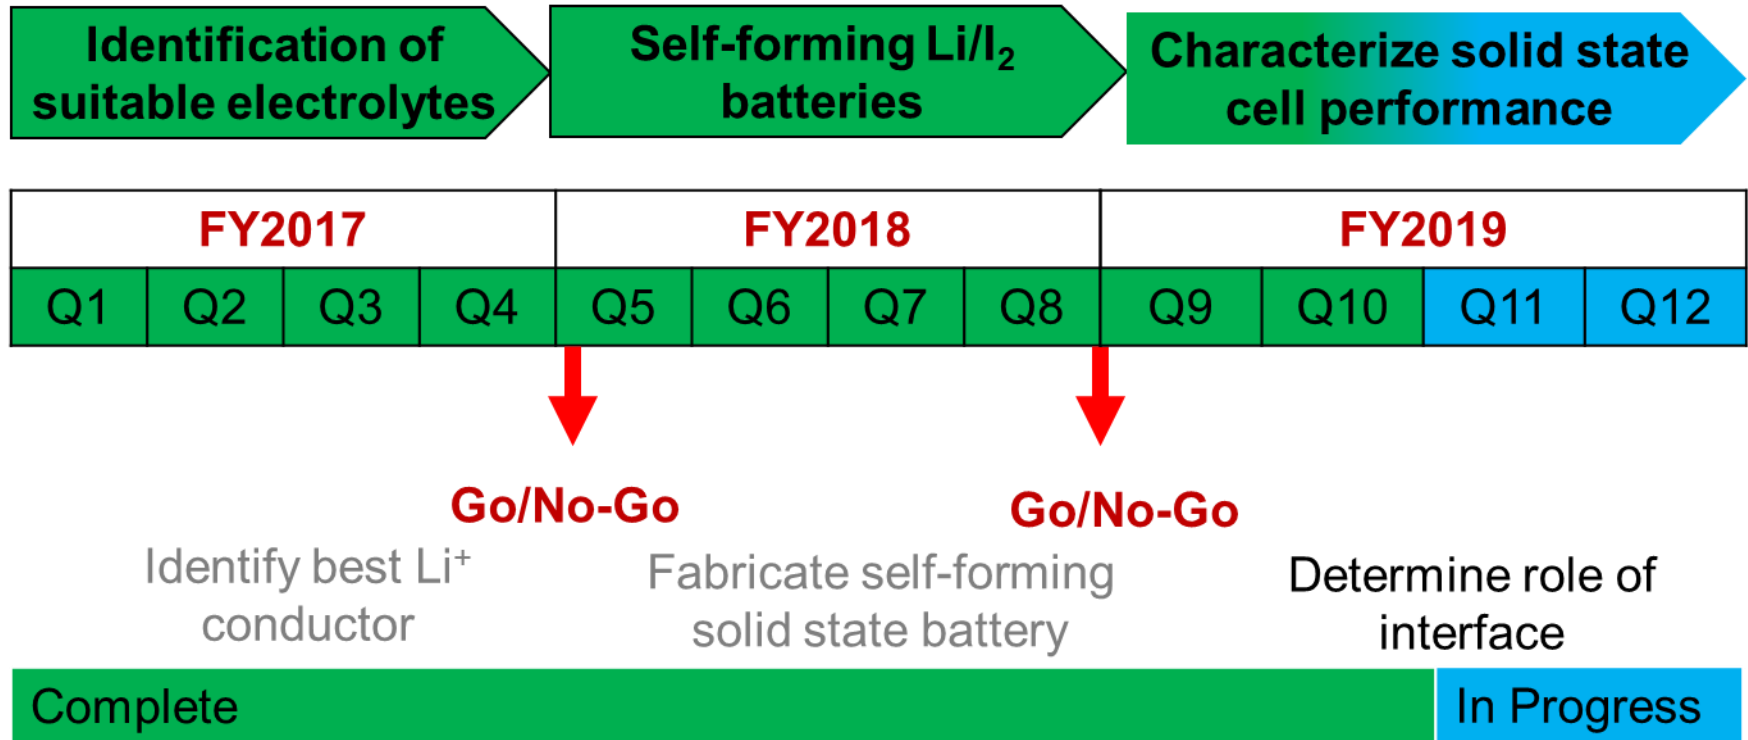 Identification of
suitable electrolytes
Self-forming Li/I₂
batteries
Characterize solid state
cell performance
FY2017 FY2018 FY2019
Q1 Q2 Q3 Q4 Q5 Q6 Q7 Q8 Q9 Q10 Q11 Q12
Go/No-Go
Go/No-Go
Identify best Li⁺
conductor
Fabricate self-forming
solid state battery
Determine role of
interface
Complete
In Progress